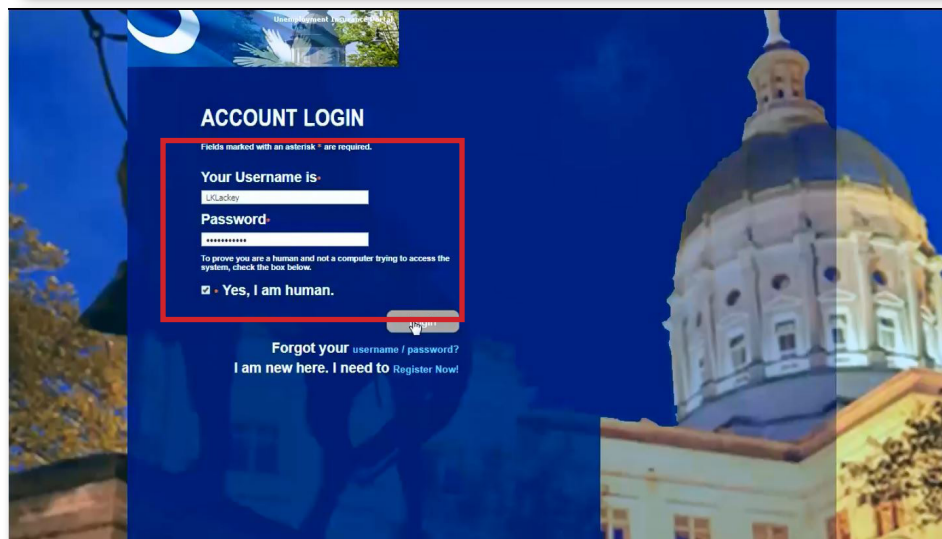 Unemployment Insurance Portal
ACCOUNT LOGIN
Fields marked with an asterisk * are required.
Your Username is*
LKLackey
Password*
•••••••••••
To prove you are a human and not a computer trying to access the
system, check the box below.
* Yes, I am human.
Login
Forgot your username / password?
I am new here. I need to Register Now!